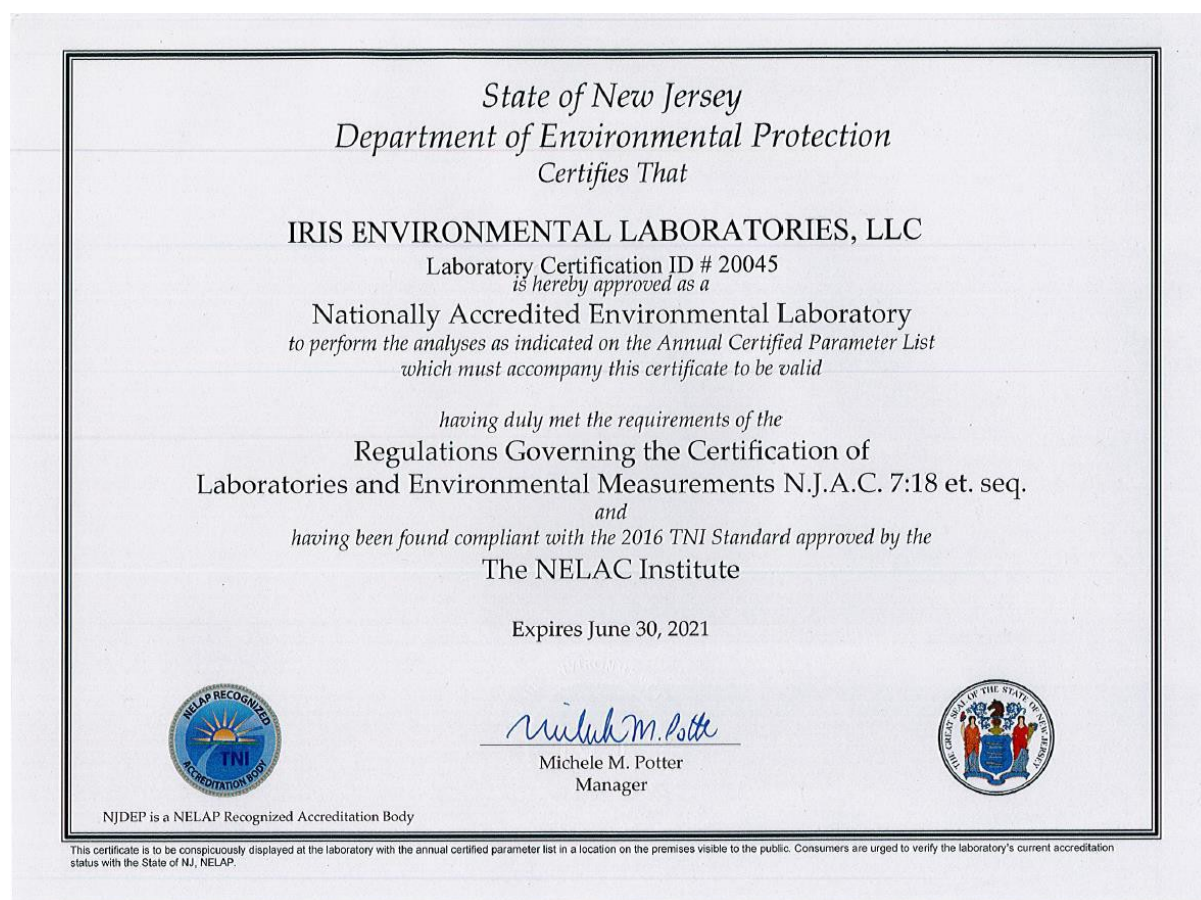 State of New Jersey
Department of Environmental Protection
Certifies That
IRIS ENVIRONMENTAL LABORATORIES, LLC
Laboratory Certification ID # 20045
is hereby approved as a
Nationally Accredited Environmental Laboratory
to perform the analyses as indicated on the Annual Certified Parameter List
which must accompany this certificate to be valid
having duly met the requirements of the
Regulations Governing the Certification of
Laboratories and Environmental Measurements N.J.A.C. 7:18 et. seq.
and
having been found compliant with the 2016 TNI Standard approved by the
The NELAC Institute
Expires June 30, 2021
NELAP RECOGNIZED
TNI
ACCREDITATION BODY
Michele M. Potter
Manager
THE GREAT SEAL OF THE STATE OF NEW JERSEY
NJDEP is a NELAP Recognized Accreditation Body
This certificate is to be conspicuously displayed at the laboratory with the annual certified parameter list in a location on the premises visible to the public. Consumers are urged to verify the laboratory's current accreditation
status with the State of NJ, NELAP.